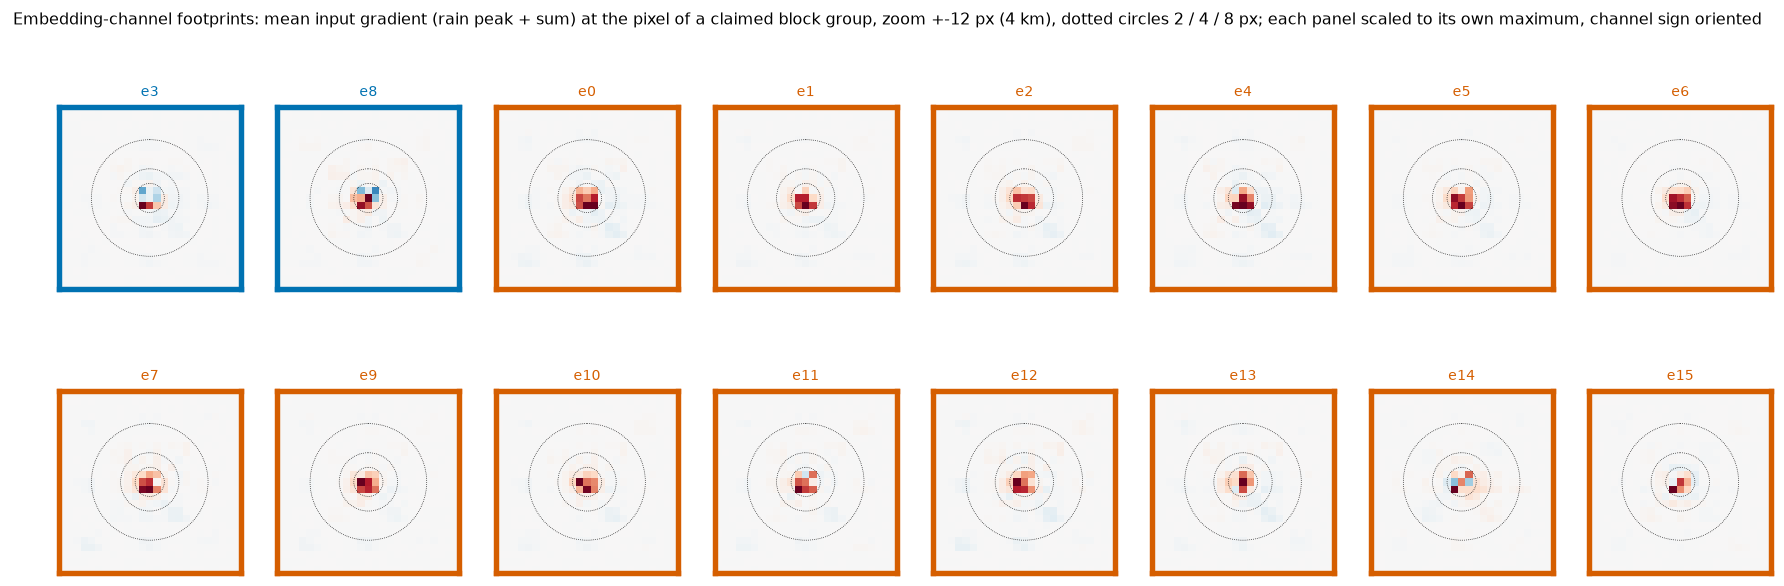 Embedding-channel footprints: mean input gradient (rain peak + sum) at the pixel of a claimed block group, zoom +-12 px (4 km), dotted circles 2 / 4 / 8 px; each panel scaled to its own maximum, channel sign oriented
e3 e8 e0 e1 e2 e4 e5 e6
e7 e9 e10 e11 e12 e13 e14 e15